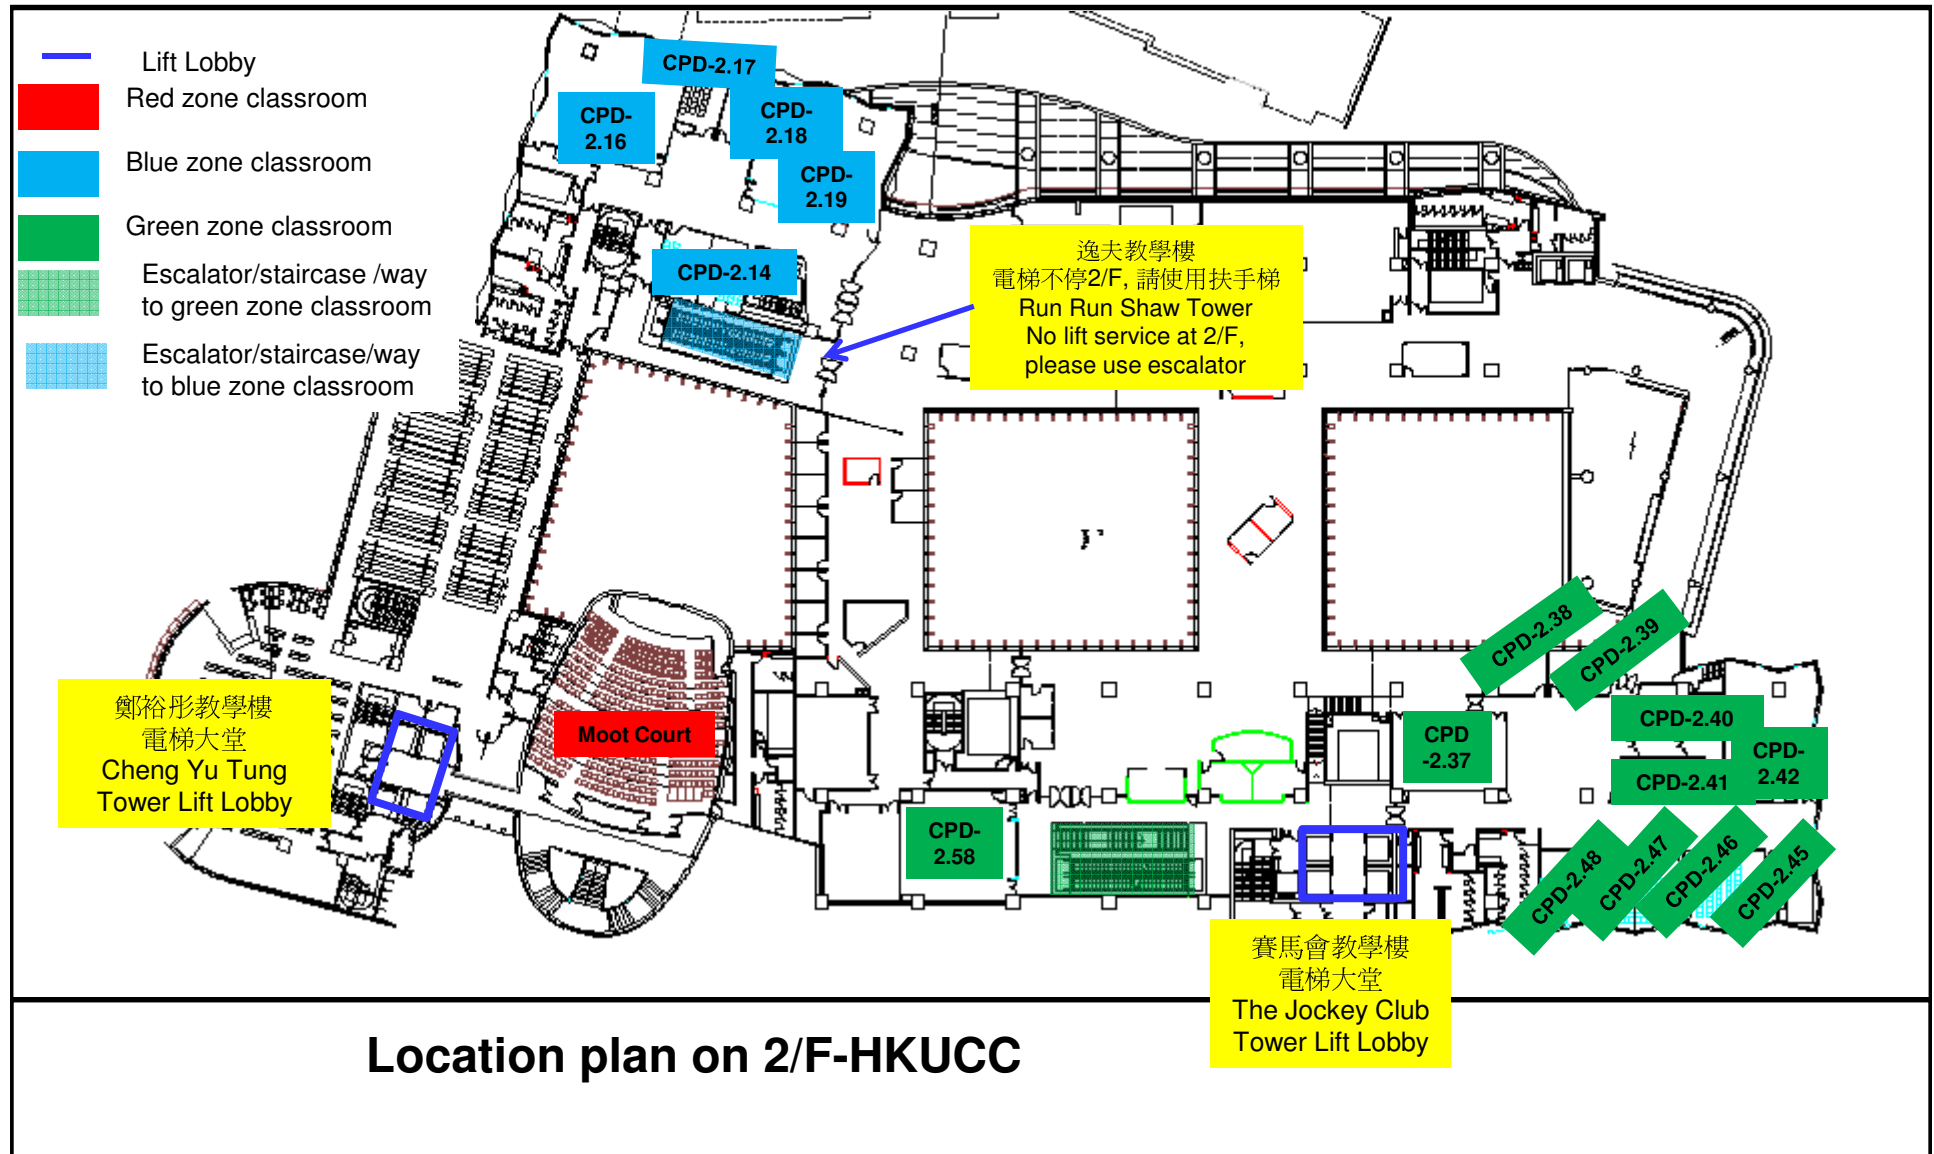 Lift Lobby
Red zone classroom
Blue zone classroom
Green zone classroom
Escalator/staircase /way
to green zone classroom
Escalator/staircase/way
to blue zone classroom
CPD-2.17
CPD-
2.16
CPD-
2.18
CPD-
2.19
CPD-2.14
逸夫教學樓
電梯不停2/F, 請使用扶手梯
Run Run Shaw Tower
No lift service at 2/F,
please use escalator
鄭裕彤教學樓
電梯大堂
Cheng Yu Tung
Tower Lift Lobby
Moot Court
CPD-
2.58
CPD
-2.37
CPD-2.38
CPD-2.39
CPD-2.40
CPD-2.41
CPD-
2.42
CPD-2.48
CPD-2.47
CPD-2.46
CPD-2.45
賽馬會教學樓
電梯大堂
The Jockey Club
Tower Lift Lobby
Location plan on 2/F-HKUCC